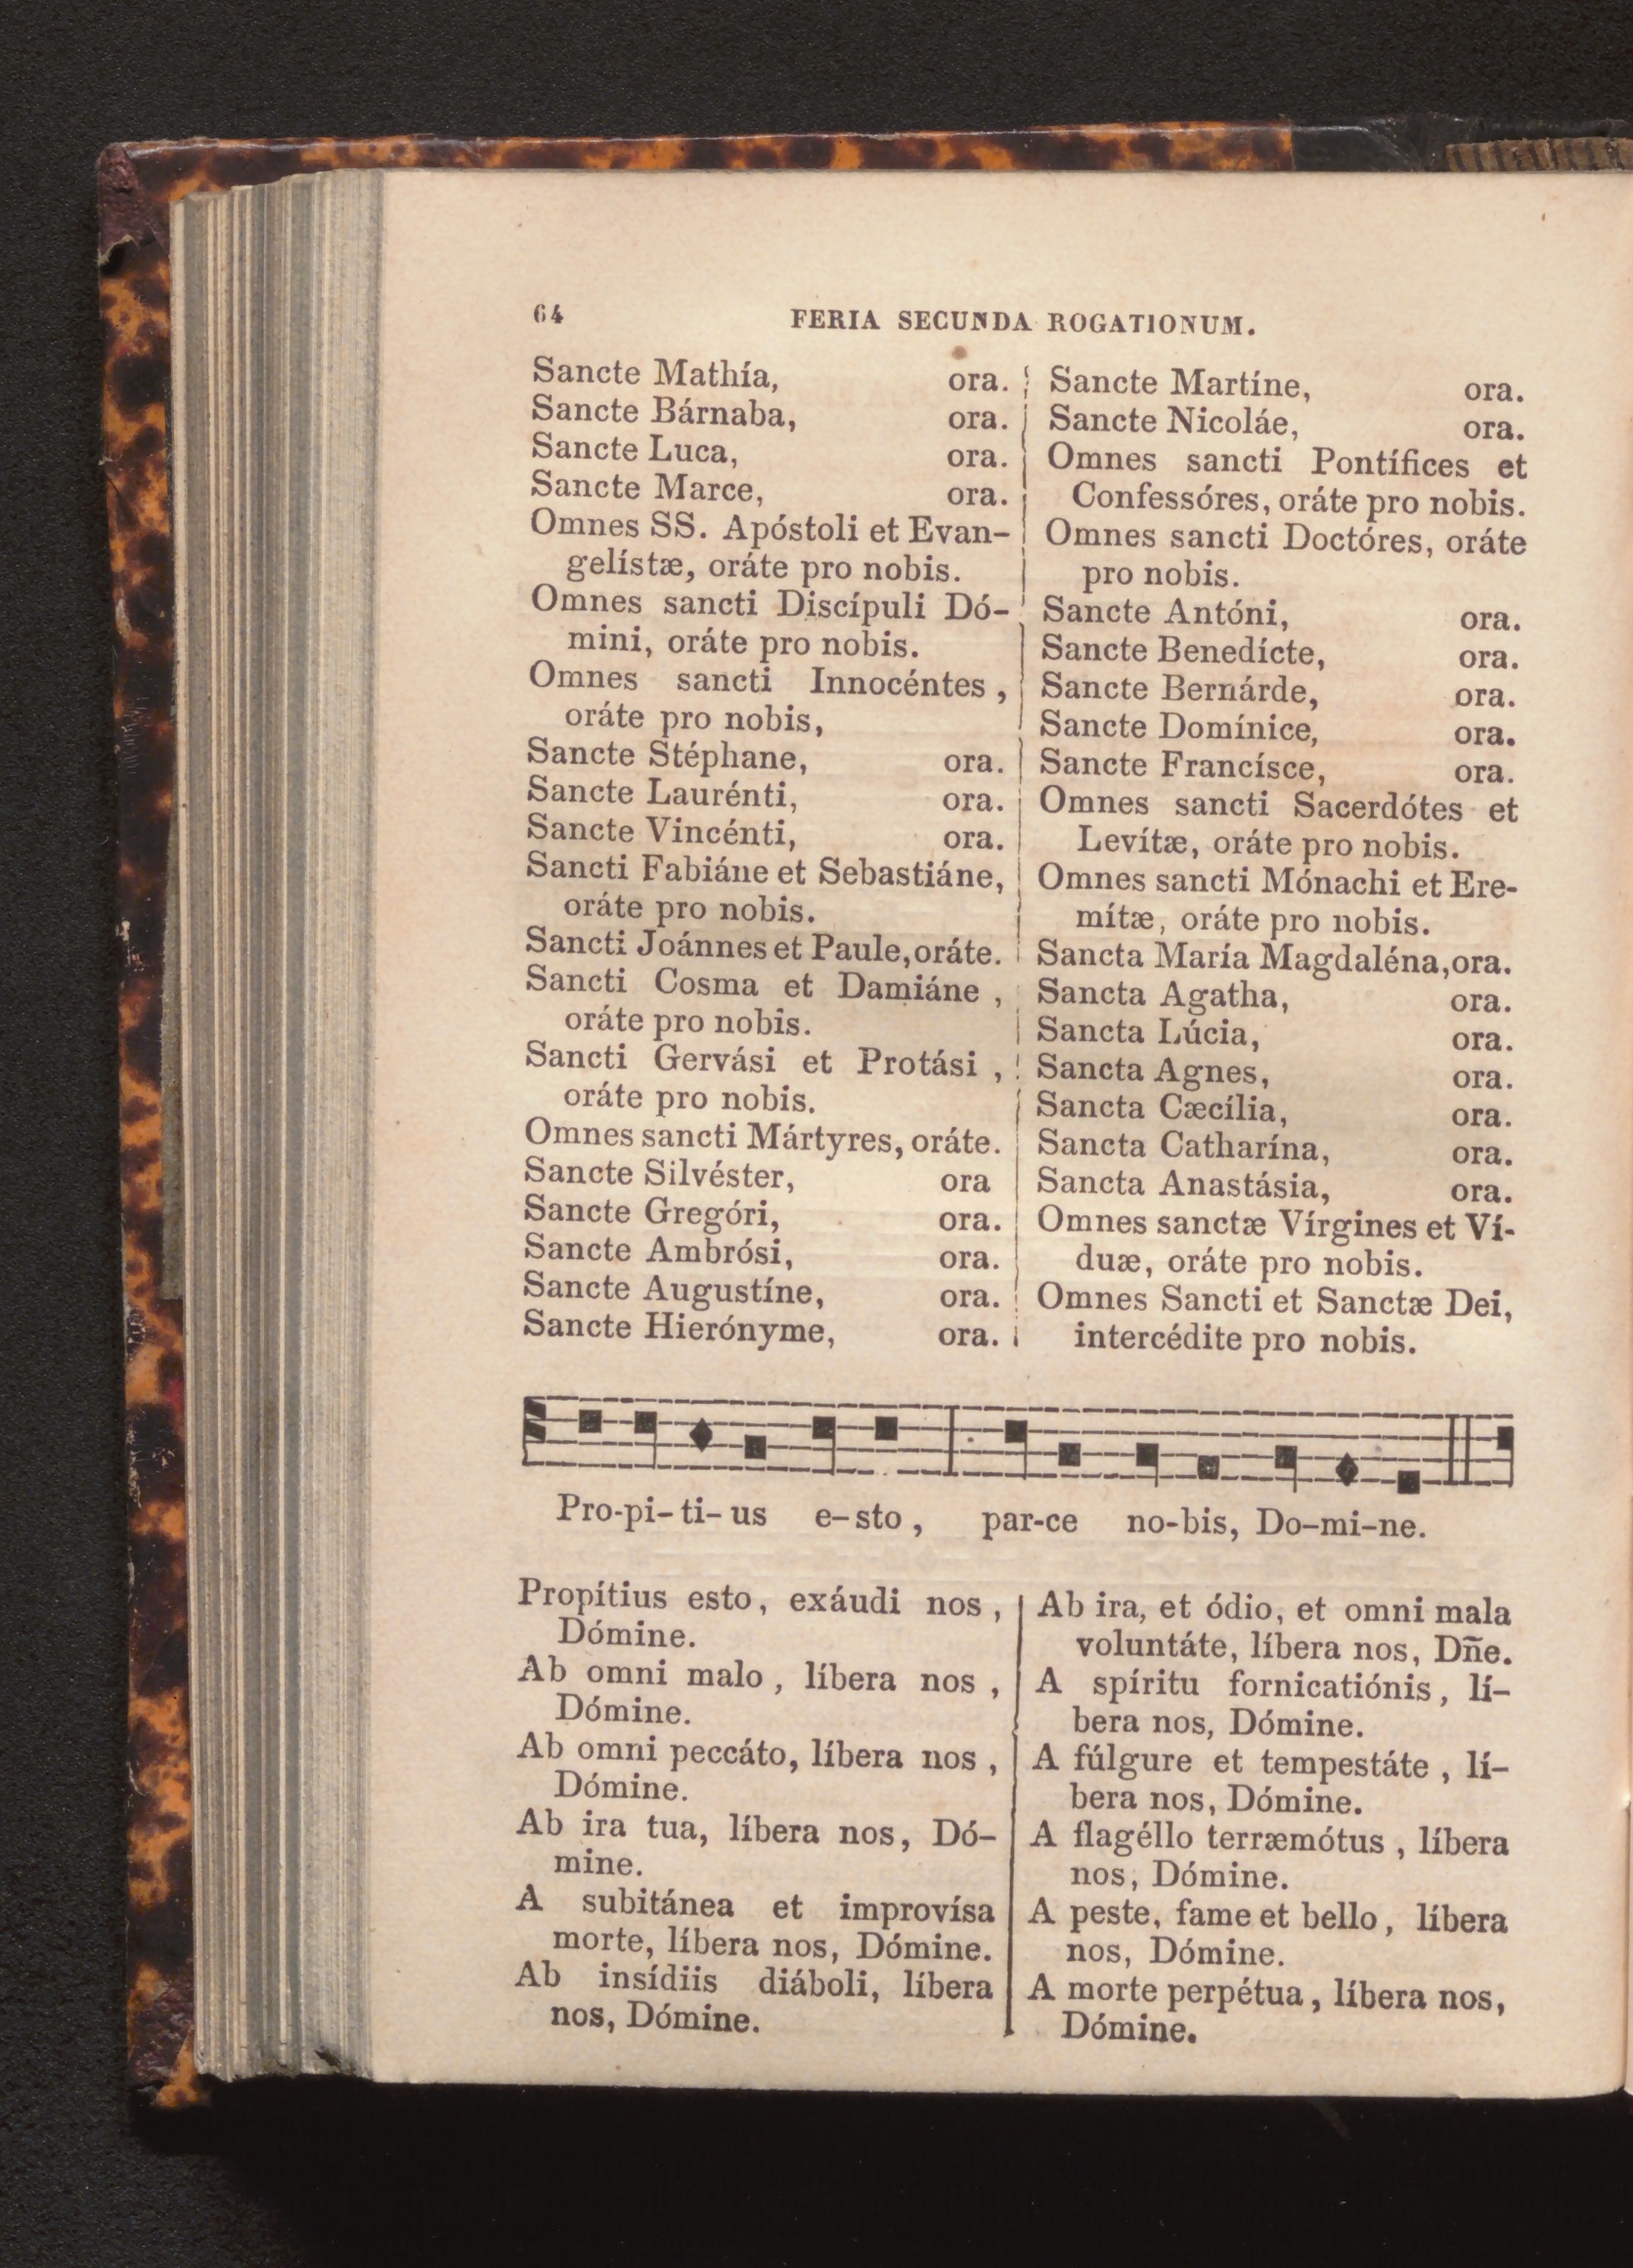 64 FERIA SECUNDA ROGATIONUM.
Sancte Mathía, ora.
Sancte Bárnaba, ora.
Sancte Luca, ora.
Sancte Marce, ora.
Omnes SS. Apóstoli et Evan-
gelístæ, oráte pro nobis.
Omnes sancti Discípuli Dó-
mini, oráte pro nobis.
Omnes sancti Innocéntes,
oráte pro nobis,
Sancte Stéphane, ora.
Sancte Laurénti, ora.
Sancte Vincénti, ora.
Sancti Fabiáne et Sebastiáne,
oráte pro nobis.
Sancti Joánnes et Paule, oráte.
Sancti Cosma et Damiáne,
oráte pro nobis.
Sancti Gervási et Protási,
oráte pro nobis.
Omnes sancti Mártyres, oráte.
Sancte Silvéster, ora
Sancte Gregóri, ora.
Sancte Ambrósi, ora.
Sancte Augustíne, ora.
Sancte Hierónyme, ora.
Sancte Martíne, ora.
Sancte Nicoláe, ora.
Omnes sancti Pontífices et
Confessóres, oráte pro nobis.
Omnes sancti Doctóres, oráte
pro nobis.
Sancte Antóni, ora.
Sancte Benedícte, ora.
Sancte Bernárde, ora.
Sancte Domínice, ora.
Sancte Francísce, ora.
Omnes sancti Sacerdótes et
Levítæ, oráte pro nobis.
Omnes sancti Mónachi et Ere-
mítæ, oráte pro nobis.
Sancta María Magdaléna, ora.
Sancta Agatha, ora.
Sancta Lúcia, ora.
Sancta Agnes, ora.
Sancta Cæcília, ora.
Sancta Catharína, ora.
Sancta Anastásia, ora.
Omnes sanctæ Vírgines et Ví-
duæ, oráte pro nobis.
Omnes Sancti et Sanctæ Dei,
intercédite pro nobis.
Pro-pi-ti-us e-sto, par-ce no-bis, Do-mi-ne.
Propítius esto, exáudi nos,
Dómine.
Ab omni malo, líbera nos,
Dómine.
Ab omni peccáto, líbera nos,
Dómine.
Ab ira tua, líbera nos, Dó-
mine.
A subitánea et improvísa
morte, líbera nos, Dómine.
Ab insídiis diáboli, líbera
nos, Dómine.
Ab ira, et ódio, et omni mala
voluntáte, líbera nos, Dñe.
A spíritu fornicatiónis, lí-
bera nos, Dómine.
A fúlgure et tempestáte, lí-
bera nos, Dómine.
A flagéllo terræmótus, líbera
nos, Dómine.
A peste, fame et bello, líbera
nos, Dómine.
A morte perpétua, líbera nos,
Dómine.